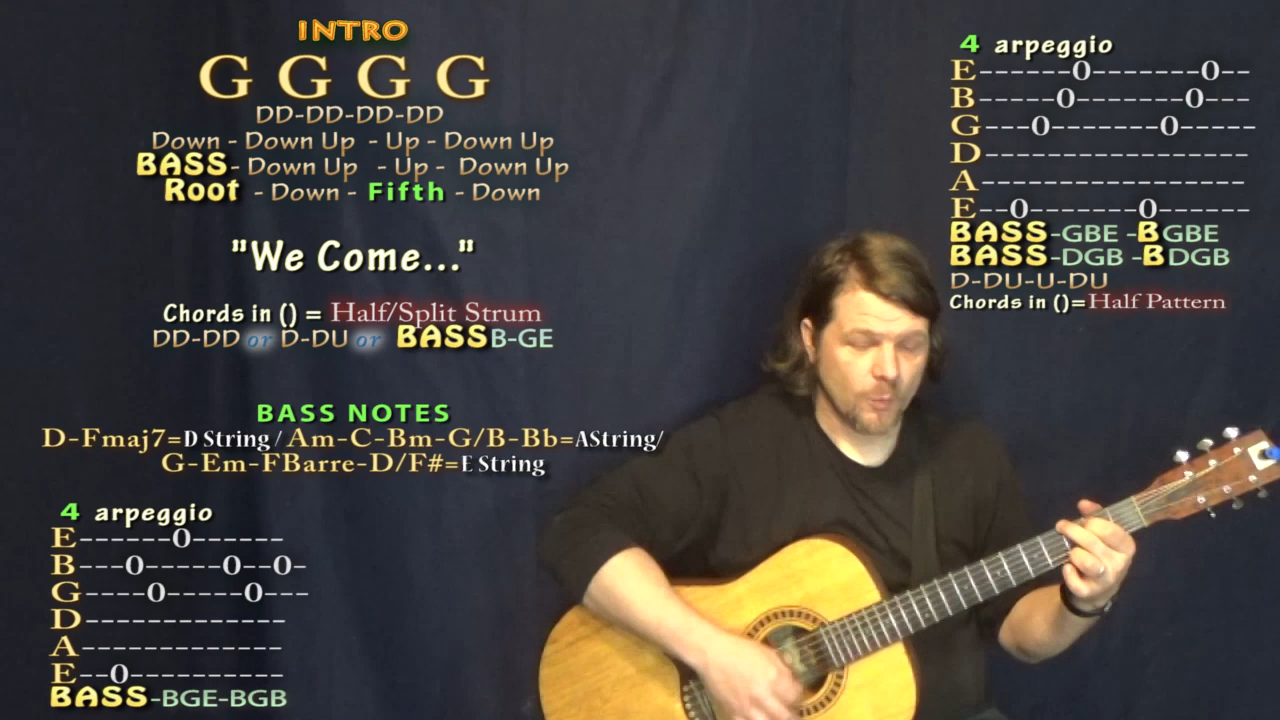 INTRO
G G G G
DD-DD-DD-DD
Down - Down Up - Up - Down Up
BASS- Down Up - Up - Down Up
Root - Down - Fifth - Down
"We Come..."
Chords in () = Half/Split Strum
DD-DD or D-DU or BASSB-GE
BASS NOTES
D-Fmaj7=D String / Am-C-Bm-G/B-Bb=AString/
G-Em-FBarre-D/F#=E String
4 arpeggio
E------0------
B---0-----0--0-
G----0-----0---
D-------------
A-------------
E--0----------
BASS-BGE-BGB
4 arpeggio
E------0-------0--
B-----0-------0---
G---0-------0-----
D-----------------
A-----------------
E--0-------0------
BASS-GBE -BGBE
BASS-DGB -BDGB
D-DU-U-DU
Chords in ()=Half Pattern